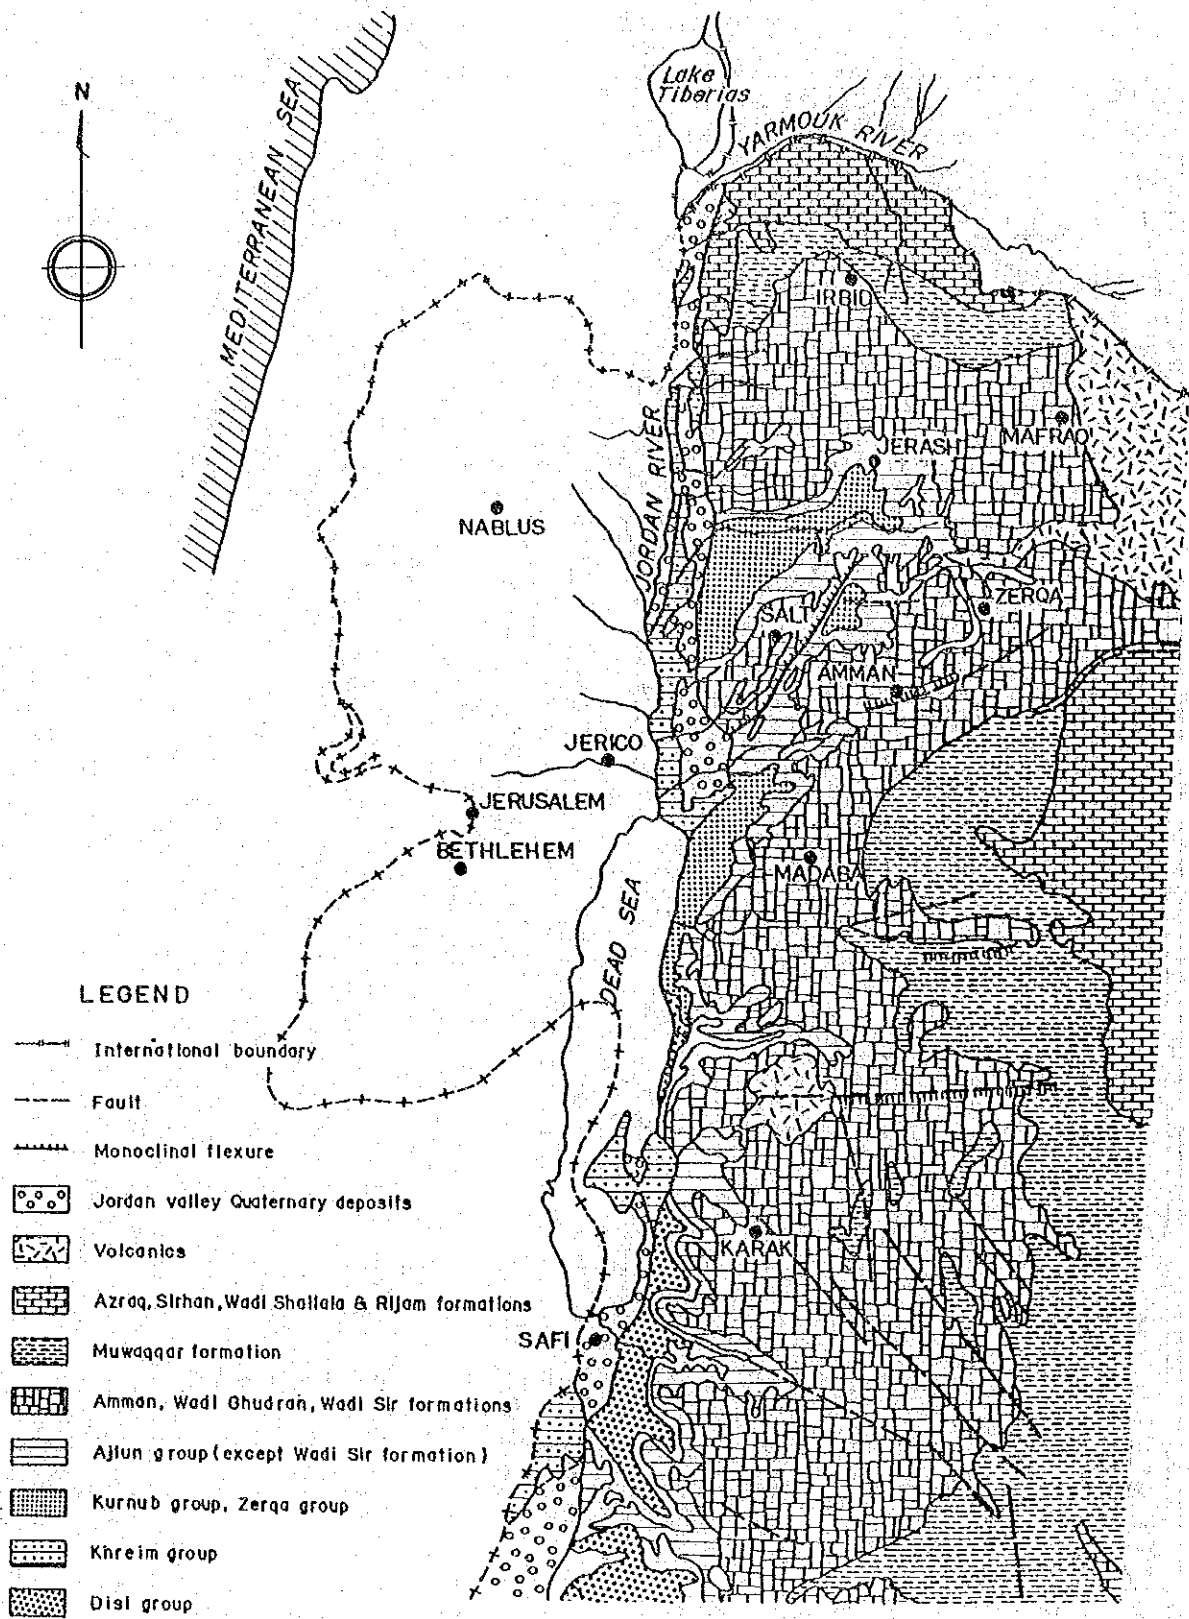 N
MEDITERRANEAN SEA
Lake
Tiberias
YARMOUK RIVER
IRBID
JORDAN RIVER
JERASH
MAFRAQ
NABLUS
SALT
ZERQA
AMMAN
JERICO
JERUSALEM
BETHLEHEM
MADABA
DEAD SEA
KARAK
SAFI
LEGEND
International boundary
Fault
Monoclinal flexure
Jordan valley Quaternary deposits
Volcanics
Azraq, Sirhan, Wadi Shallala & Rijam formations
Muwaqqar formation
Amman, Wadi Ghudran, Wadi Sir formations
Ajlun group (except Wadi Sir formation)
Kurnub group, Zerqa group
Khreim group
Disi group